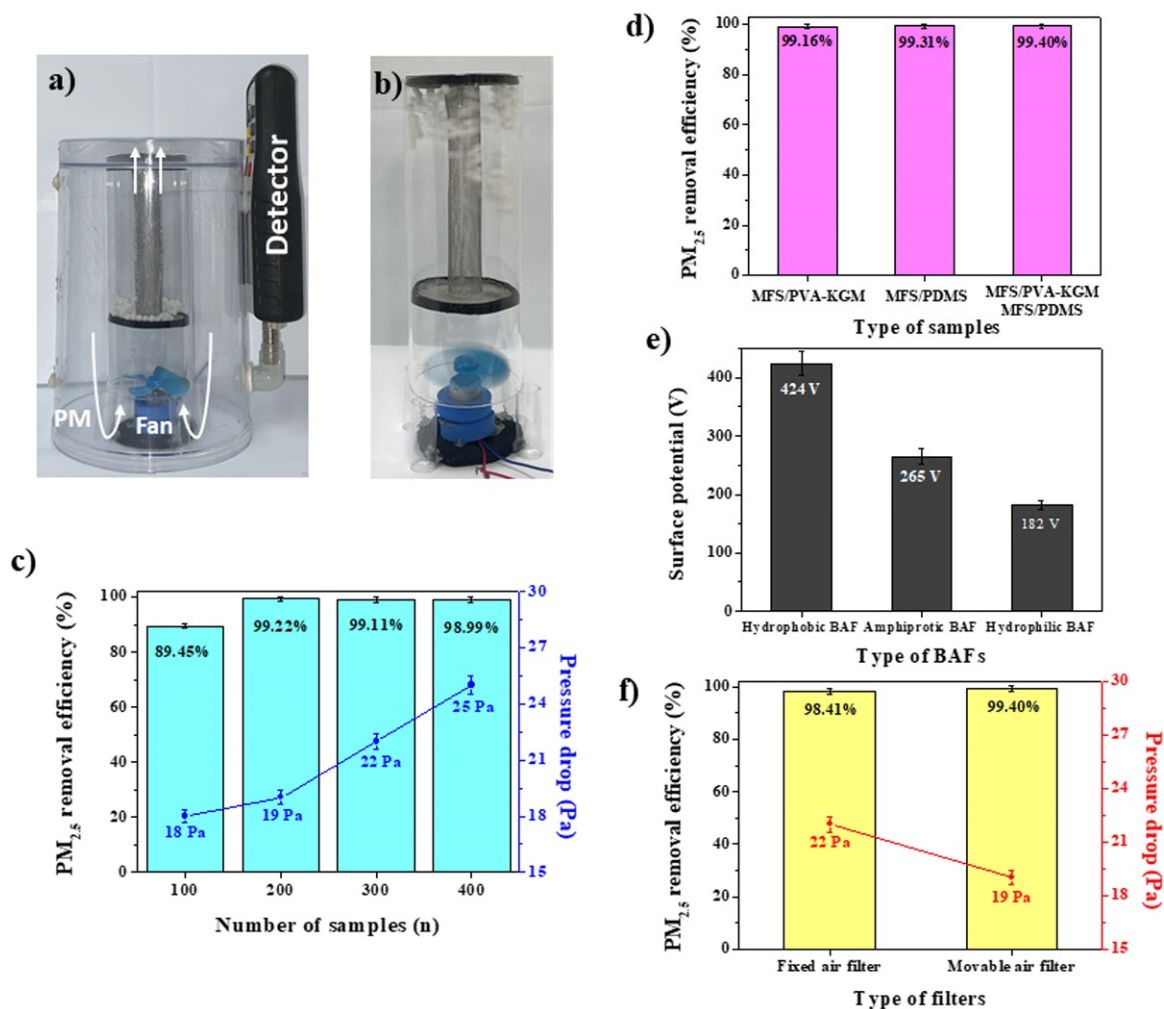 a)
Detector
PM
Fan
b)
c)
PM2.5 removal efficiency (%)
100
80
60
40
20
0
89.45%
99.22%
99.11%
98.99%
18 Pa
19 Pa
22 Pa
25 Pa
30
27
24
21
18
15
Pressure drop (Pa)
100
200
300
400
Number of samples (n)
d)
PM2.5 removal efficiency (%)
100
80
60
40
20
0
99.16%
99.31%
99.40%
MFS/PVA-KGM
MFS/PDMS
MFS/PVA-KGM
MFS/PDMS
Type of samples
e)
Surface potential (V)
400
300
200
100
0
424 V
265 V
182 V
Hydrophobic BAF
Amphiprotic BAF
Hydrophilic BAF
Type of BAFs
f)
PM2.5 removal efficiency (%)
100
80
60
40
20
0
98.41%
99.40%
22 Pa
19 Pa
30
27
24
21
18
15
Pressure drop (Pa)
Fixed air filter
Movable air filter
Type of filters